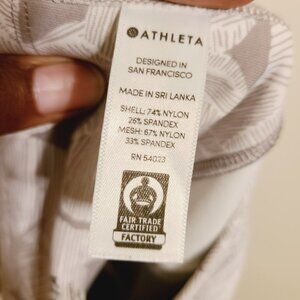 ATHLETA
DESIGNED IN
SAN FRANCISCO
MADE IN SRI LANKA
SHELL: 74% NYLON
26% SPANDEX
MESH: 67% NYLON
33% SPANDEX
RN 54023
FAIR TRADE
CERTIFIED
FACTORY